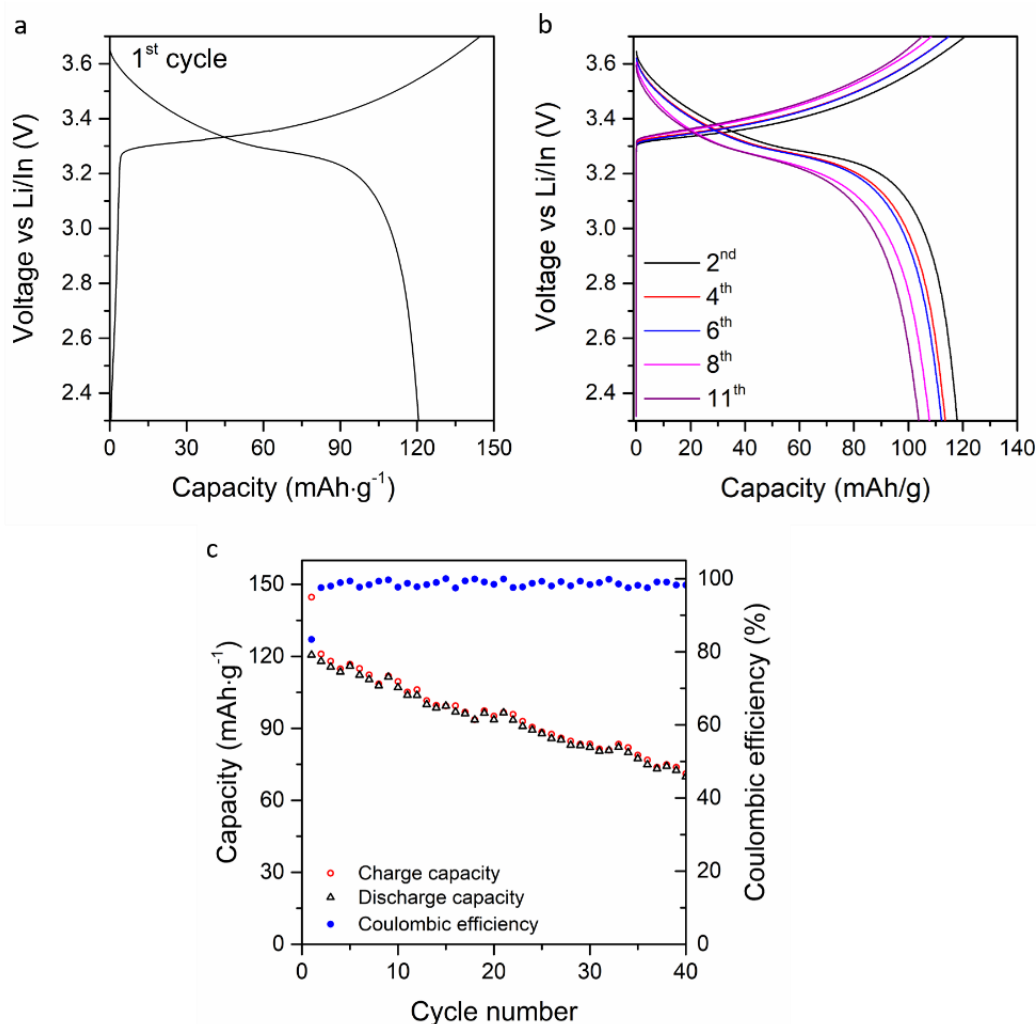 a
1st cycle
3.6
3.4
3.2
3.0
2.8
2.6
2.4
Voltage vs Li/In (V)
0 30 60 90 120 150
Capacity (mAh·g-1)
b
3.6
3.4
3.2
3.0
2.8
2.6
2.4
Voltage vs Li/In (V)
2nd
4th
6th
8th
11th
0 20 40 60 80 100 120 140
Capacity (mAh/g)
c
150
120
90
60
30
0
Capacity (mAh·g-1)
100
80
60
40
20
0
Coulombic efficiency (%)
Charge capacity
Discharge capacity
Coulombic efficiency
0 10 20 30 40
Cycle number